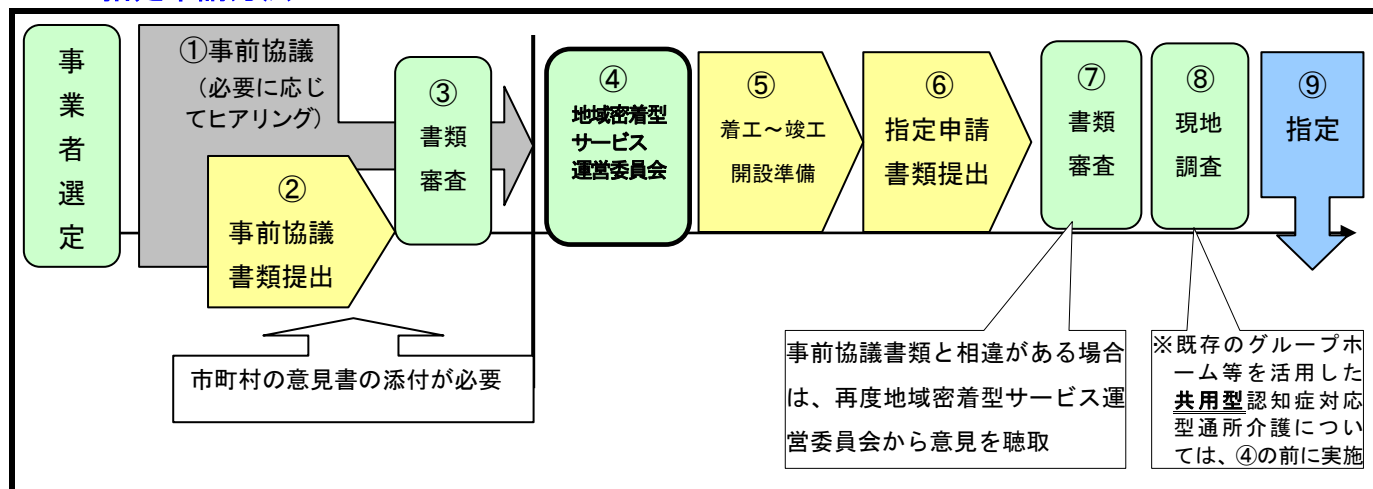 事
業
者
選
定
①事前協議
（必要に応じ
てヒアリング）
②
事前協議
書類提出
③
書類
審査
④
地域密着型
サービス
運営委員会
⑤
着工～竣工
開設準備
⑥
指定申請
書類提出
⑦
書類
審査
⑧
現地
調査
⑨
指定
市町村の意見書の添付が必要
事前協議書類と相違がある場合
は、再度地域密着型サービス運
営委員会から意見を聴取
※既存のグループホ
ーム等を活用した
共用型認知症対応
型通所介護につい
ては、④の前に実施